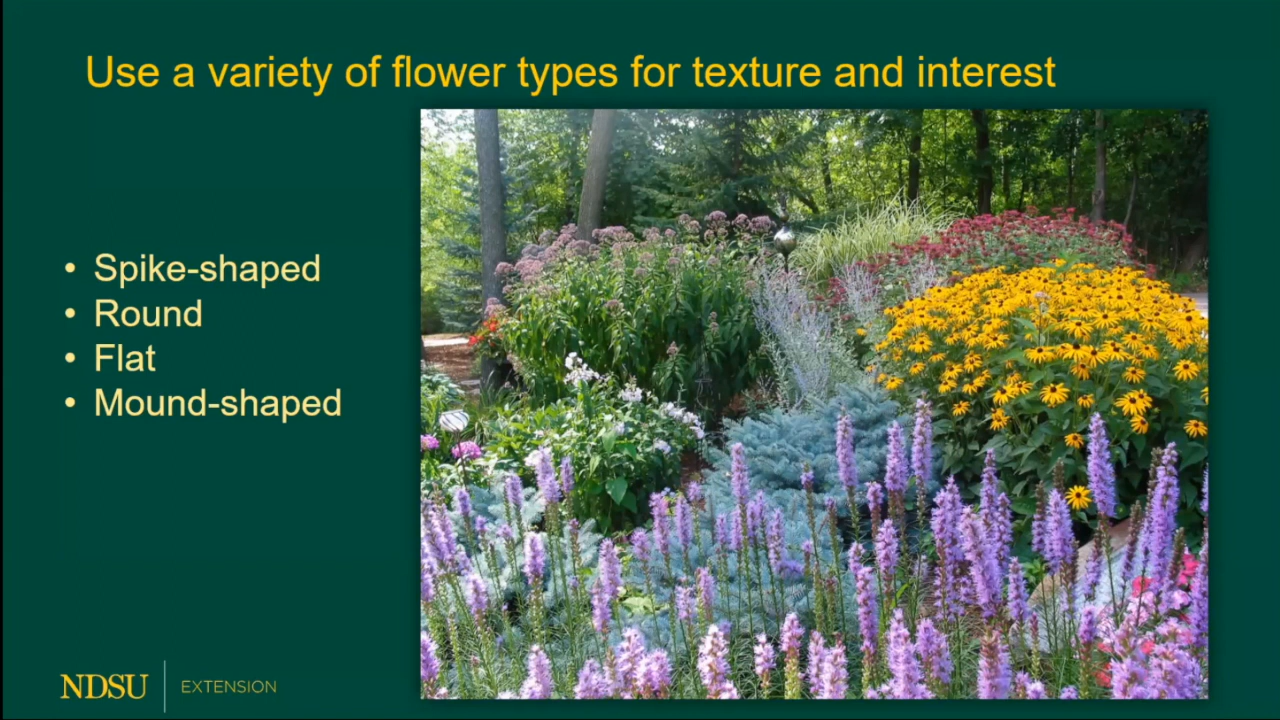 Use a variety of flower types for texture and interest
• Spike-shaped
• Round
• Flat
• Mound-shaped
NDSU EXTENSION